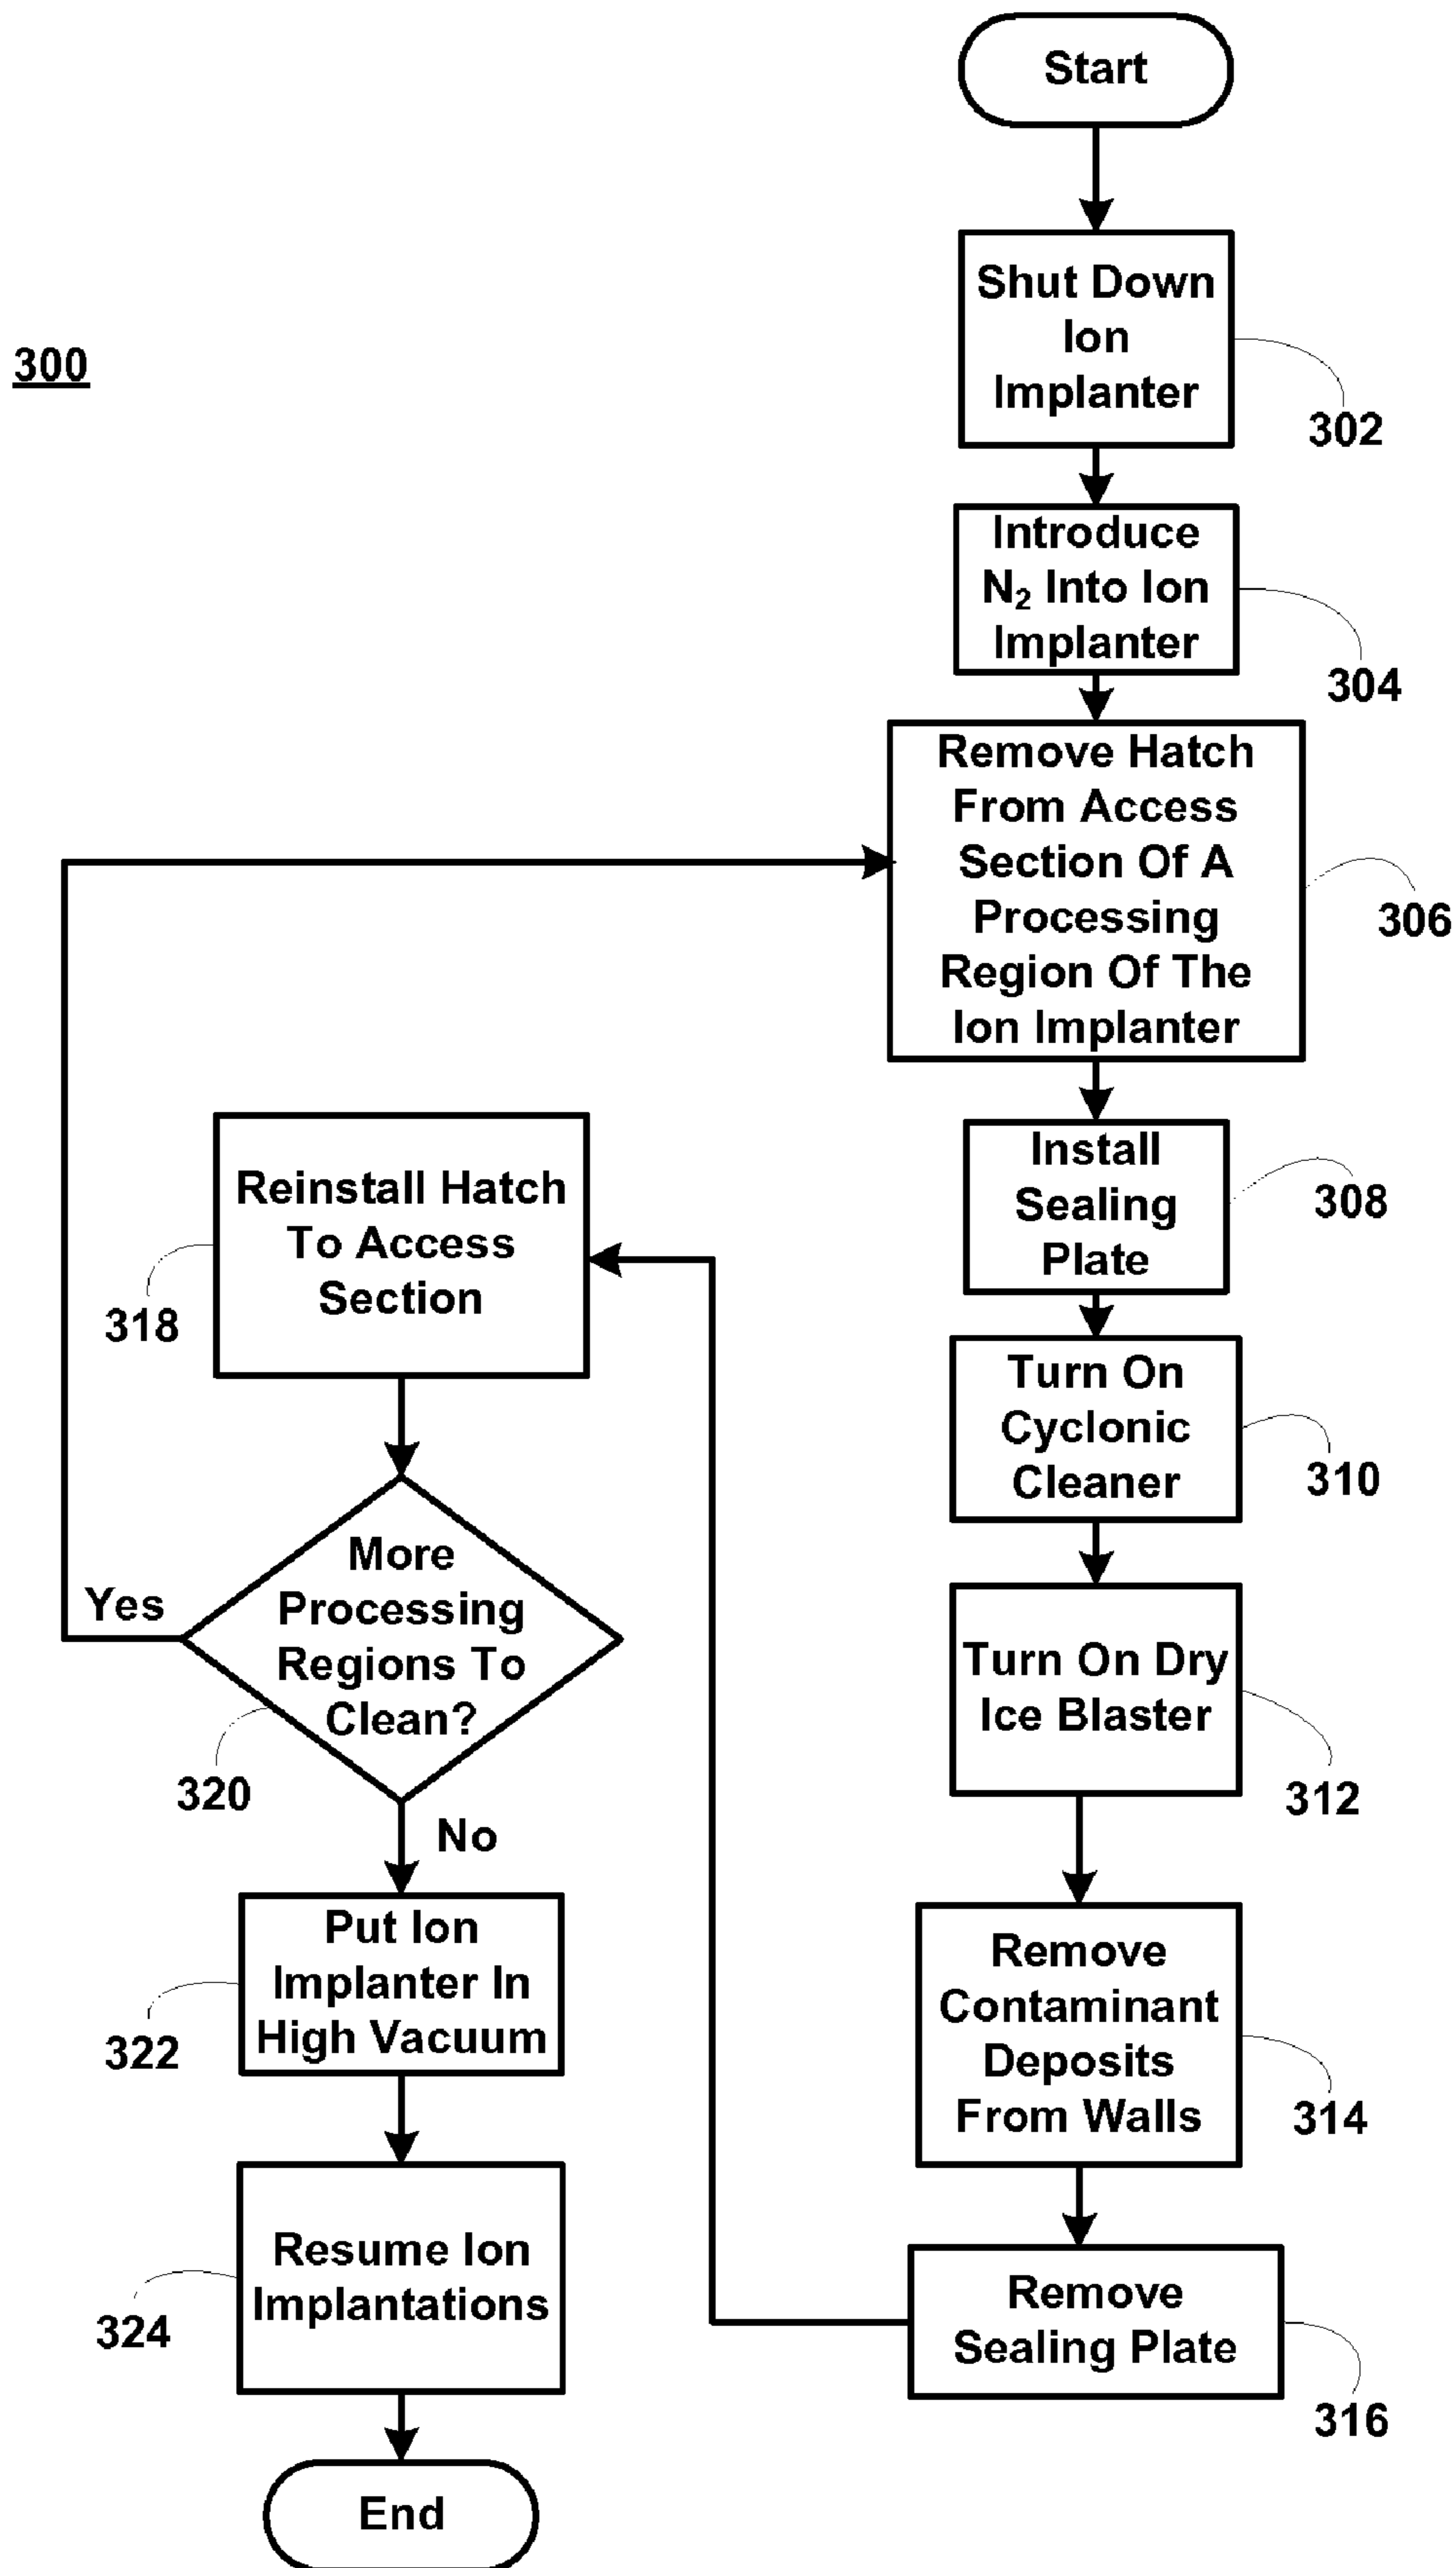 300
Start
Shut Down
Ion
Implanter
302
Introduce
N₂ Into Ion
Implanter
304
Remove Hatch
From Access
Section Of A
Processing
Region Of The
Ion Implanter
306
Install
Sealing
Plate
308
Turn On
Cyclonic
Cleaner
310
Turn On Dry
Ice Blaster
312
Remove
Contaminant
Deposits
From Walls
314
Remove
Sealing Plate
316
Reinstall Hatch
To Access
Section
318
More
Processing
Regions To
Clean?
320
Yes
No
Put Ion
Implanter In
High Vacuum
322
Resume Ion
Implantations
324
End